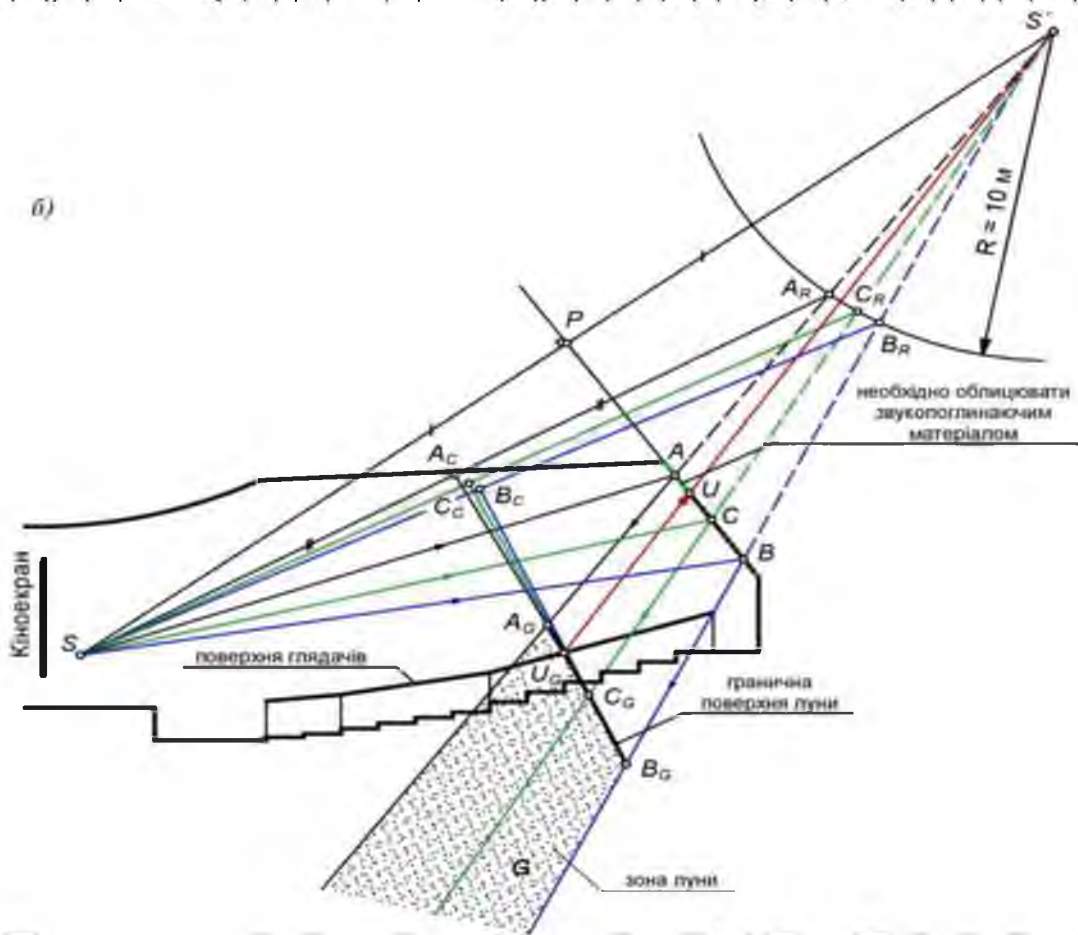 S'
б)
R = 10 м
P
A_R
C_R
B_R
необхідно облицювати
звукопоглинаючим
матеріалом
A_C
A
C_C
B_C
U
C
B
Кіноекран
S
A_G
поверхня глядачів
U_G
C_G
гранична
поверхня луни
B_G
G
зона луни